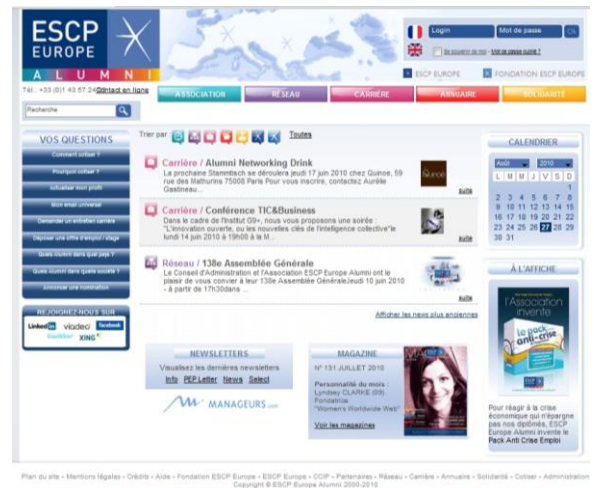 ESCP
EUROPE
ALUMNI
Login
Mot de passe
Ok
Se souvenir de moi - Mot de passe oublié ?
ESCP EUROPE
FONDATION ESCP EUROPE
Tél.: +33 (0)1 43 57 24
Contact en ligne
ASSOCIATION
RÉSEAU
CARRIÈRE
ANNUAIRE
SOLIDARITÉ
Recherche
VOS QUESTIONS
Comment cotiser ?
Pourquoi cotiser ?
Actualiser mon profil
Mon email universel
Demander un entretien carrière
Déposer une offre d'emploi / stage
Quels Alumni dans quel pays ?
Quels Alumni dans quelle société ?
Annoncer une nomination
REJOIGNEZ-NOUS SUR
LinkedIn viadeo facebook
twitter XING
Trier par
Toutes
Carrière / Alumni Networking Drink
La prochaine Stammtisch se déroulera jeudi 17 juin 2010 chez Quinoe, 59
rue des Mathurins 75008 Paris Pour vous inscrire, contactez Aurélie
Gastineau...
suite
Carrière / Conférence TIC&Business
Dans le cadre de l'Institut G9+, nous vous proposons une soirée :
"L'innovation ouverte, ou les nouvelles clés de l'intelligence collective"le
lundi 14 juin 2010 à 19h00 à la M...
suite
Réseau / 138e Assemblée Générale
Le Conseil d'Administration et l'Association ESCP Europe Alumni ont le
plaisir de vous convier à leur 138e Assemblée GénéraleJeudi 10 juin 2010
- à partir de 17h30dans ...
suite
Afficher les news plus anciennes
NEWSLETTERS
Visualisez les dernières newsletters
Info PEP Letter News Select
MANAGEURS.com
MAGAZINE
N° 131 JUILLET 2010
Personnalité du mois :
Lyndsey CLARKE (09)
Fondatrice
"Women's Worldwide Web"
Voir les magazines
CALENDRIER
Août 2010
L M M J V S D
1
2 3 4 5 6 7 8
9 10 11 12 13 14 15
16 17 18 19 20 21 22
23 24 25 26 27 28 29
30 31
À L'AFFICHE
l'Association
invente
le pack
anti-crise
Pour réagir à la crise
économique qui n'épargne
pas nos diplômés, ESCP
Europe Alumni invente le
Pack Anti Crise Emploi
Plan du site - Mentions légales - Crédits - Aide - Fondation ESCP Europe - ESCP Europe - CCIP - Partenaires - Réseau - Carrière - Annuaire - Solidarité - Cotiser - Administration
Copyright © ESCP Europe Alumni 2000-2010